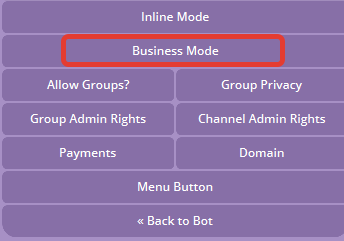 Inline Mode
Business Mode
Allow Groups? Group Privacy
Group Admin Rights Channel Admin Rights
Payments Domain
Menu Button
« Back to Bot